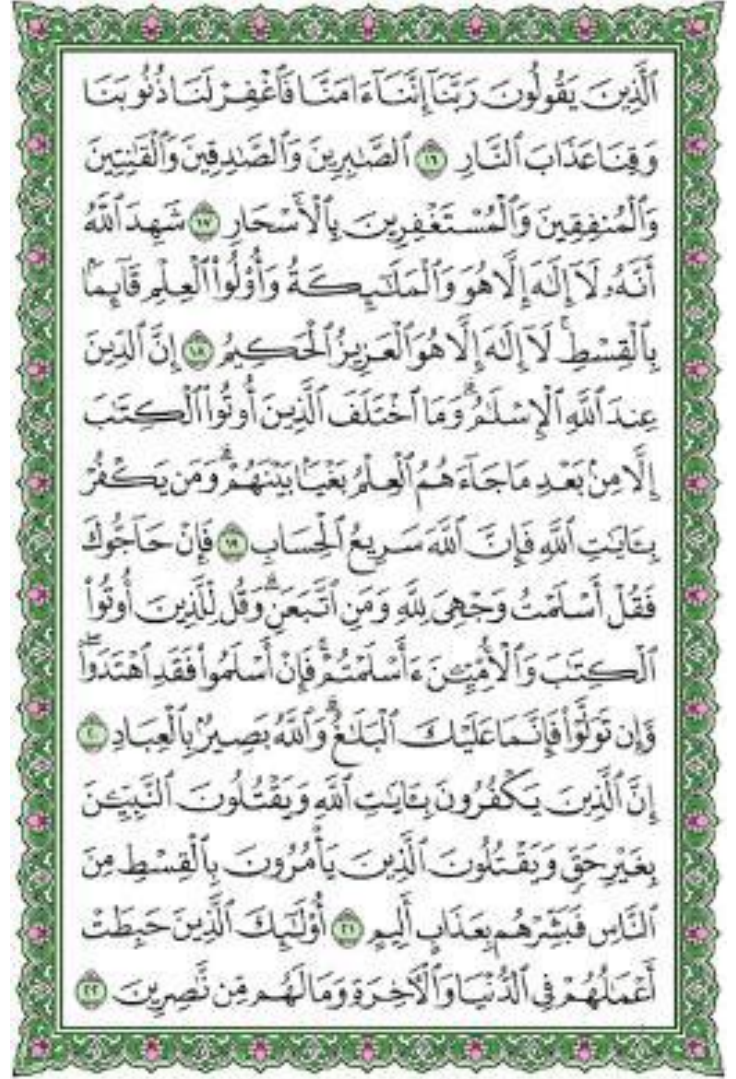 ٱلَّذِينَ يَقُولُونَ رَبَّنَآ إِنَّنَآ ءَامَنَّا فَٱغْفِرْ لَنَا ذُنُوبَنَا
وَقِنَا عَذَابَ ٱلنَّارِ ١٦ ٱلصَّٰبِرِينَ وَٱلصَّٰدِقِينَ وَٱلْقَٰنِتِينَ
وَٱلْمُنفِقِينَ وَٱلْمُسْتَغْفِرِينَ بِٱلْأَسْحَارِ ١٧ شَهِدَ ٱللَّهُ
أَنَّهُۥ لَآ إِلَٰهَ إِلَّا هُوَ وَٱلْمَلَٰٓئِكَةُ وَأُو۟لُوا۟ ٱلْعِلْمِ قَآئِمًۢا
بِٱلْقِسْطِ ۚ لَآ إِلَٰهَ إِلَّا هُوَ ٱلْعَزِيزُ ٱلْحَكِيمُ ١٨ إِنَّ ٱلدِّينَ
عِندَ ٱللَّهِ ٱلْإِسْلَٰمُ ۗ وَمَا ٱخْتَلَفَ ٱلَّذِينَ أُوتُوا۟ ٱلْكِتَٰبَ
إِلَّا مِنۢ بَعْدِ مَا جَآءَهُمُ ٱلْعِلْمُ بَغْيًۢا بَيْنَهُمْ ۗ وَمَن يَكْفُرْ
بِـَٔايَٰتِ ٱللَّهِ فَإِنَّ ٱللَّهَ سَرِيعُ ٱلْحِسَابِ ١٩ فَإِنْ حَآجُّوكَ
فَقُلْ أَسْلَمْتُ وَجْهِىَ لِلَّهِ وَمَنِ ٱتَّبَعَنِ ۗ وَقُل لِّلَّذِينَ أُوتُوا۟
ٱلْكِتَٰبَ وَٱلْأُمِّيِّـۧنَ ءَأَسْلَمْتُمْ ۚ فَإِنْ أَسْلَمُوا۟ فَقَدِ ٱهْتَدَوا۟ ۖ
وَّإِن تَوَلَّوْا۟ فَإِنَّمَا عَلَيْكَ ٱلْبَلَٰغُ ۗ وَٱللَّهُ بَصِيرٌۢ بِٱلْعِبَادِ ٢٠
إِنَّ ٱلَّذِينَ يَكْفُرُونَ بِـَٔايَٰتِ ٱللَّهِ وَيَقْتُلُونَ ٱلنَّبِيِّـۧنَ
بِغَيْرِ حَقٍّ وَيَقْتُلُونَ ٱلَّذِينَ يَأْمُرُونَ بِٱلْقِسْطِ مِنَ
ٱلنَّاسِ فَبَشِّرْهُم بِعَذَابٍ أَلِيمٍ ٢١ أُو۟لَٰٓئِكَ ٱلَّذِينَ حَبِطَتْ
أَعْمَٰلُهُمْ فِى ٱلدُّنْيَا وَٱلْـَٔاخِرَةِ وَمَا لَهُم مِّن نَّٰصِرِينَ ٢٢